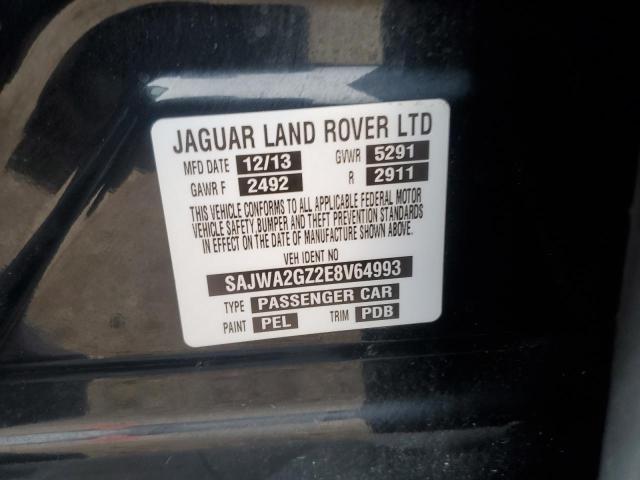 JAGUAR LAND ROVER LTD
MFD DATE 12/13 GVWR 5291
GAWR F 2492 R 2911
THIS VEHICLE CONFORMS TO ALL APPLICABLE FEDERAL MOTOR
VEHICLE SAFETY,BUMPER AND THEFT PREVENTION STANDARDS
IN EFFECT ON THE DATE OF MANUFACTURE SHOWN ABOVE.
VEH IDENT NO
SAJWA2GZ2E8V64993
TYPE PASSENGER CAR
PAINT PEL TRIM PDB